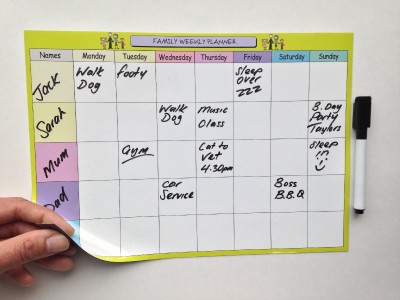 FAMILY WEEKLY PLANNER
Names Monday Tuesday Wednesday Thursday Friday Saturday Sunday
Jack
Walk
Dog
Footy
Sleep
over
zzz
Sarah
Walk
Dog
Music
Class
B.Day
Party
Taylors
Mum
Gym
Cat to
Vet
4.30pm
Sleep
Dad
Car
Service
Boss
B.B.Q